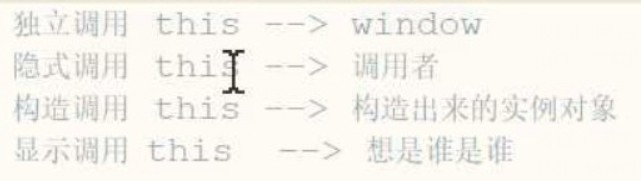 独立调用 this --> window
隐式调用 this --> 调用者
构造调用 this --> 构造出来的实例对象
显示调用 this --> 想是谁是谁